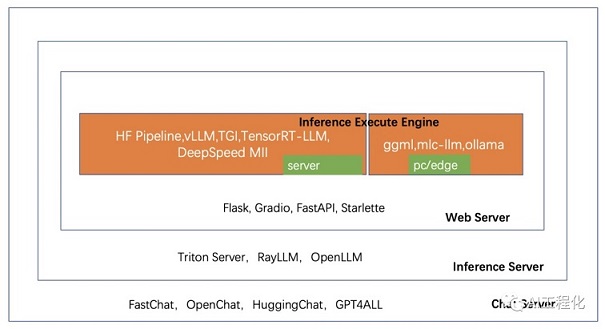 Inference Execute Engine
HF Pipeline,vLLM,TGI,TensorRT-LLM,
DeepSpeed MII
server
ggml,mlc-llm,ollama
pc/edge
Flask, Gradio, FastAPI, Starlette
Web Server
Triton Server， RayLLM， OpenLLM
Inference Server
FastChat， OpenChat， HuggingChat， GPT4ALL
Chat Server
AI工程化